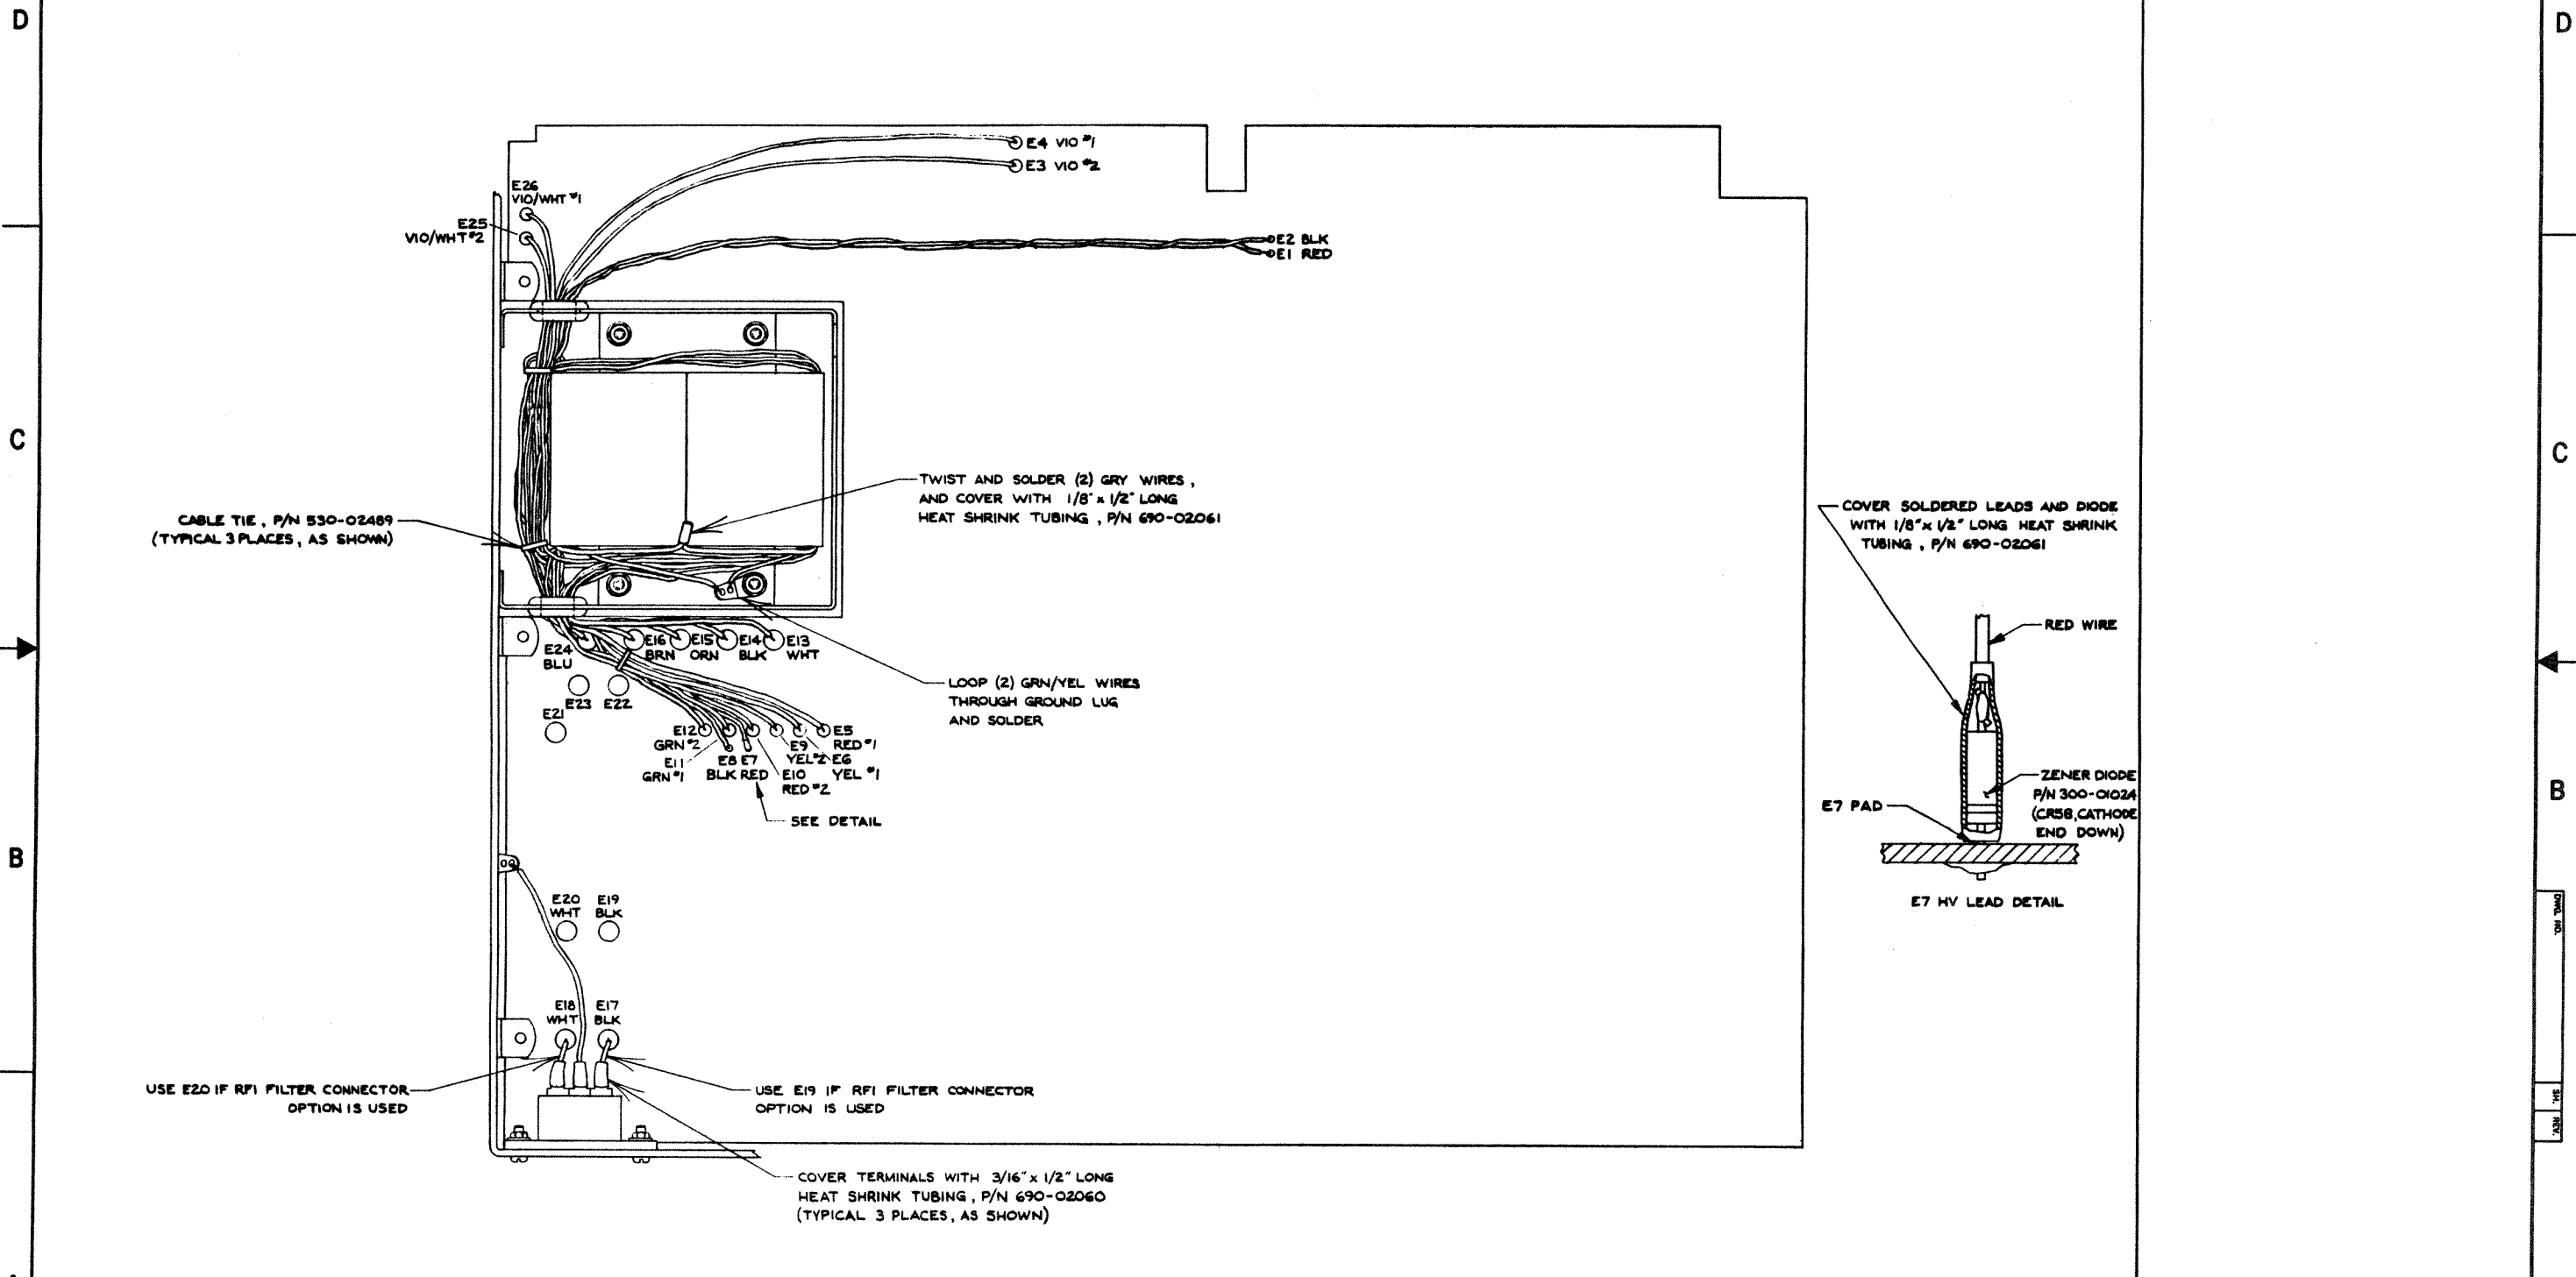 D
D
E4 VIO #1
E3 VIO #2
E26
VIO/WHT #1
E25
VIO/WHT #2
E2 BLK
E1 RED
C
C
TWIST AND SOLDER (2) GRY WIRES,
AND COVER WITH 1/8" x 1/2" LONG
HEAT SHRINK TUBING, P/N 690-02061
CABLE TIE, P/N 530-02489
(TYPICAL 3 PLACES, AS SHOWN)
COVER SOLDERED LEADS AND DIODE
WITH 1/8" x 1/2" LONG HEAT SHRINK
TUBING, P/N 690-02061
RED WIRE
E24
BLU
E16
BRN
E15
ORN
E14
BLK
E13
WHT
LOOP (2) GRN/YEL WIRES
THROUGH GROUND LUG
AND SOLDER
E23
E22
E21
E12
GRN #2
E11
GRN #1
E8
BLK
E7
RED
E10
RED #2
E9
YEL #2
E6
YEL #1
E5
RED #1
SEE DETAIL
ZENER DIODE
P/N 300-01024
(CR58, CATHODE
END DOWN)
E7 PAD
E7 HV LEAD DETAIL
B
B
DWG. NO.
SH.
REV.
E20
WHT
E19
BLK
E18
WHT
E17
BLK
USE E20 IF RFI FILTER CONNECTOR
OPTION IS USED
USE E19 IF RFI FILTER CONNECTOR
OPTION IS USED
COVER TERMINALS WITH 3/16" x 1/2" LONG
HEAT SHRINK TUBING, P/N 690-02060
(TYPICAL 3 PLACES, AS SHOWN)